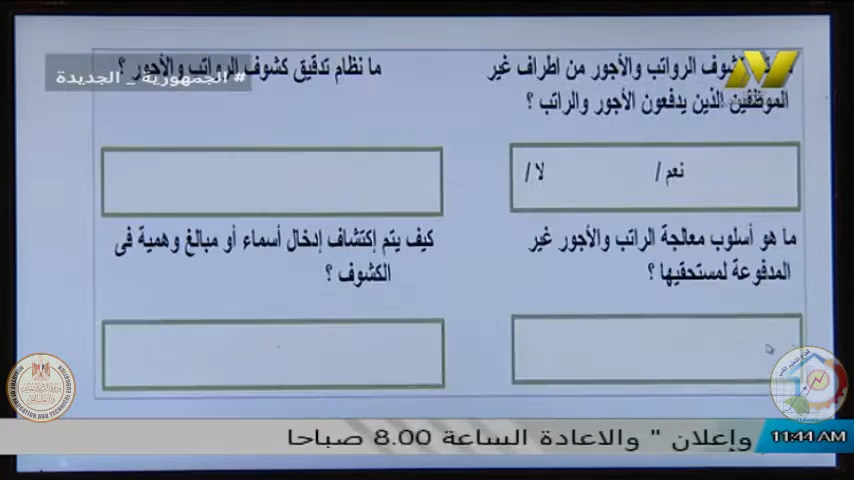 كشوف الرواتب والأجور من اطراف غير
الموظفين الذين يدفعون الأجور والراتب ؟
ما نظام تدقيق كشوف الرواتب والأجور ؟
#الجمهورية _ الجديدة
نعم / لا /
ما هو أسلوب معالجة الراتب والأجور غير
المدفوعة لمستحقيها ؟
كيف يتم إكتشاف إدخال أسماء أو مبالغ وهمية فى
الكشوف ؟
وإعلان " والاعادة الساعة 8.00 صباحا
11:44 AM